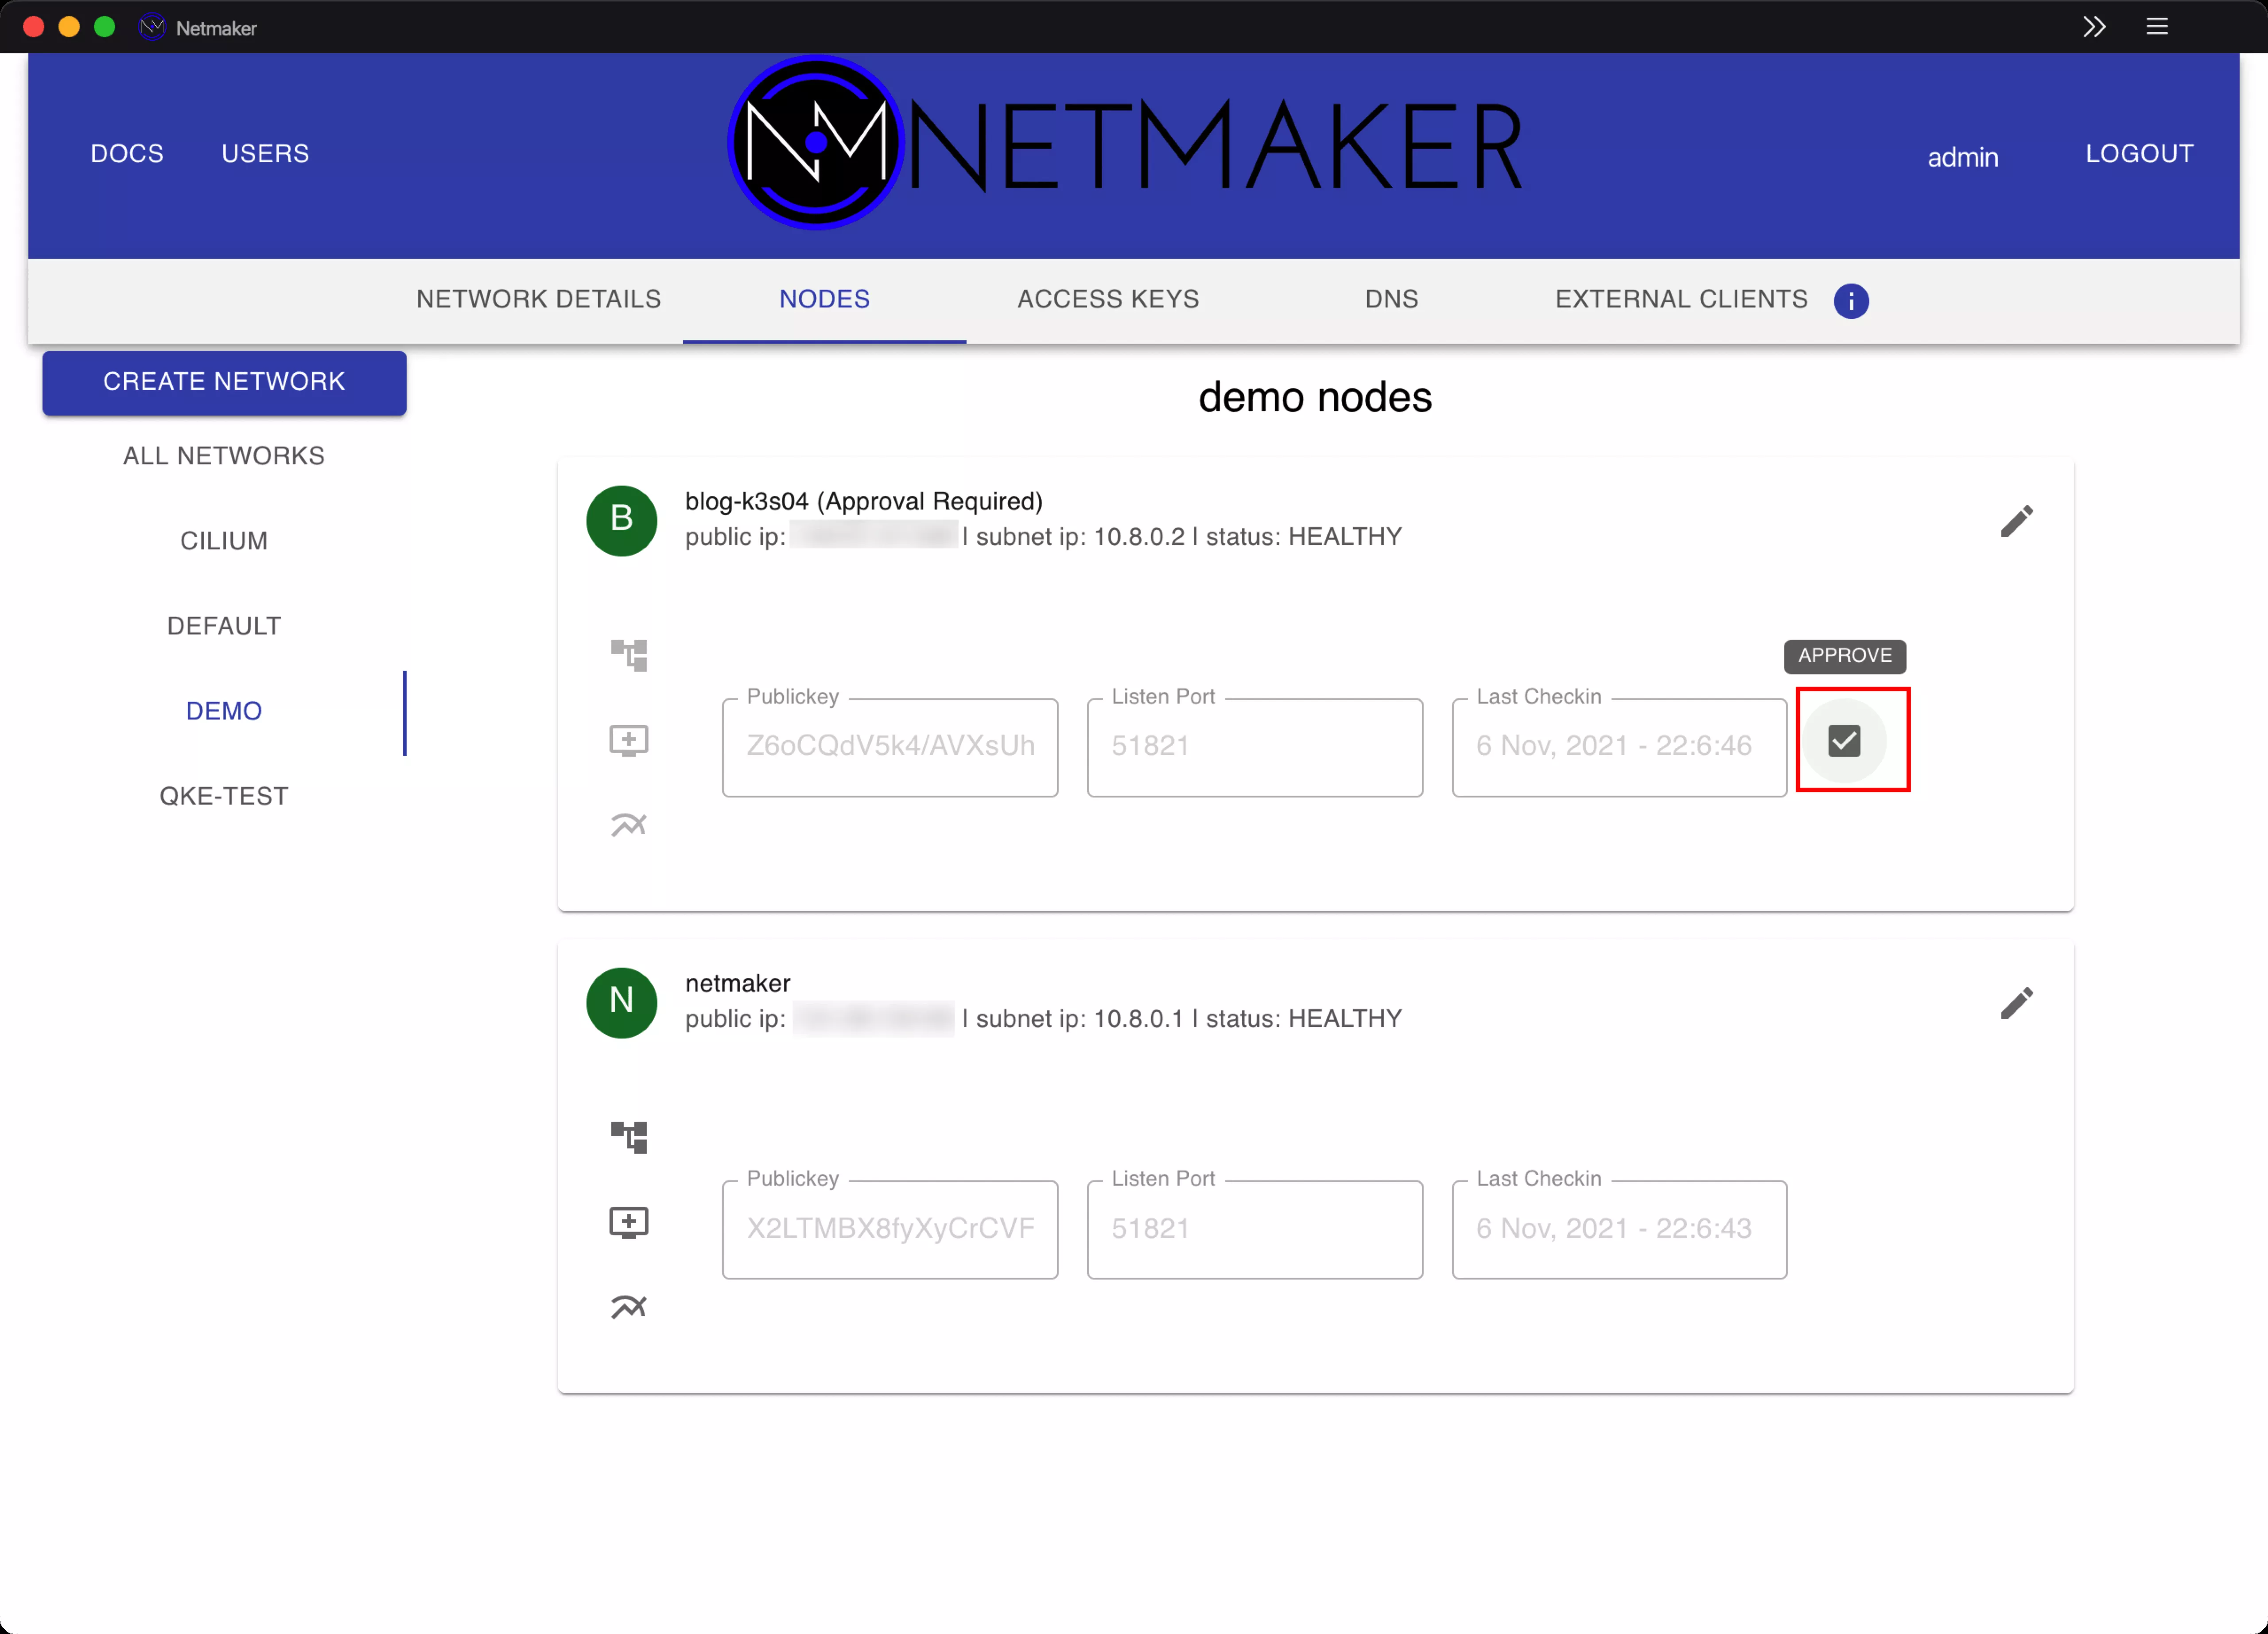 Netmaker
DOCS USERS NETMAKER admin LOGOUT
NETWORK DETAILS NODES ACCESS KEYS DNS EXTERNAL CLIENTS i
CREATE NETWORK
ALL NETWORKS
CILIUM
DEFAULT
DEMO
QKE-TEST
demo nodes
B
blog-k3s04 (Approval Required)
public ip: | subnet ip: 10.8.0.2 | status: HEALTHY
APPROVE
Publickey Listen Port Last Checkin
Z6oCQdV5k4/AVXsUh 51821 6 Nov, 2021 - 22:6:46
N
netmaker
public ip: | subnet ip: 10.8.0.1 | status: HEALTHY
Publickey Listen Port Last Checkin
X2LTMBX8fyXyCrCVF 51821 6 Nov, 2021 - 22:6:43